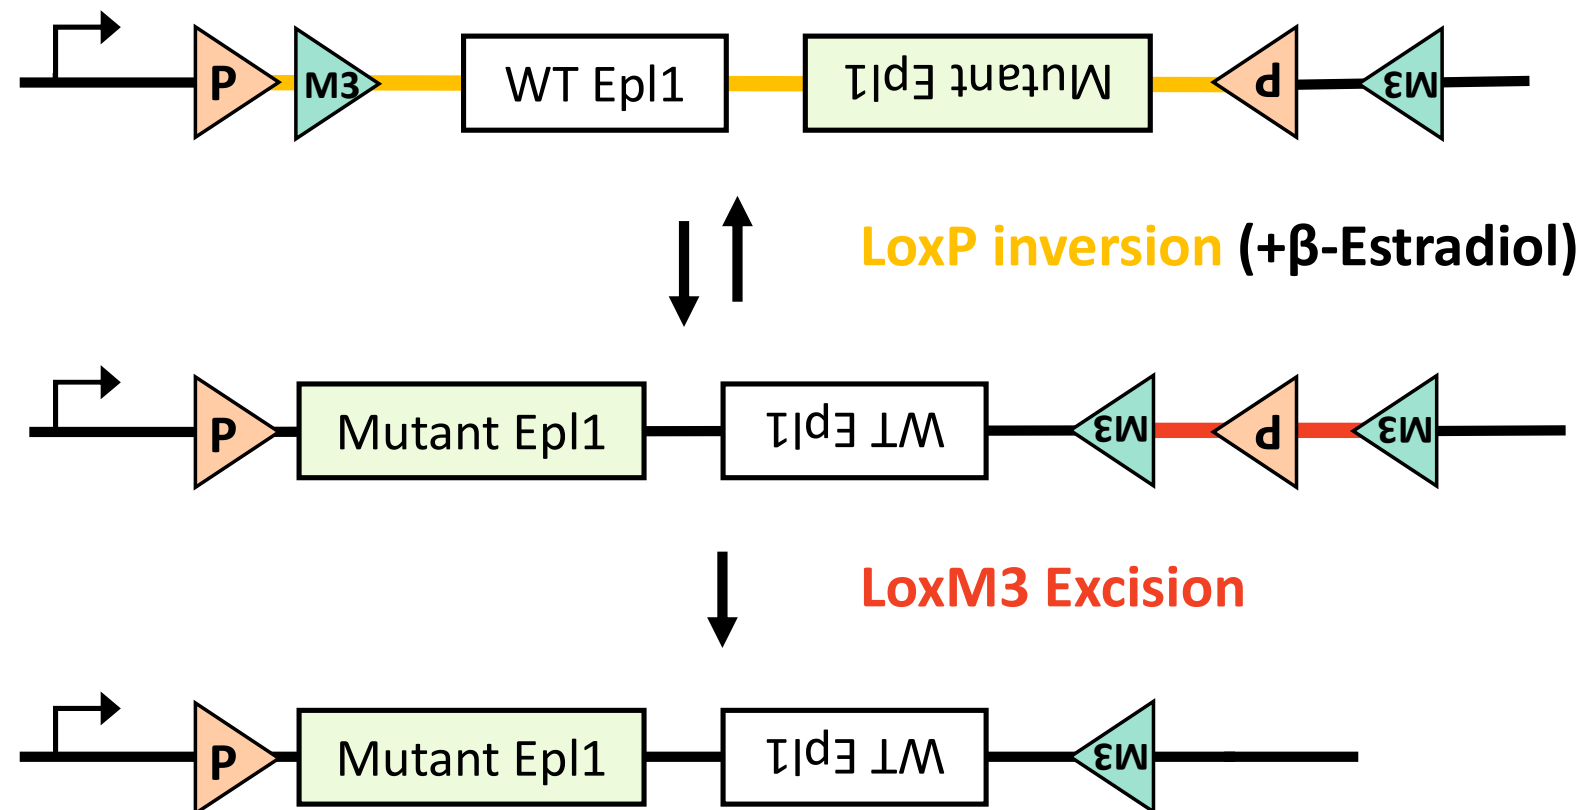 P M3 WT Epl1 Mutant Epl1 P M3
LoxP inversion (+β-Estradiol)
P Mutant Epl1 WT Epl1 M3 P M3
LoxM3 Excision
P Mutant Epl1 WT Epl1 M3